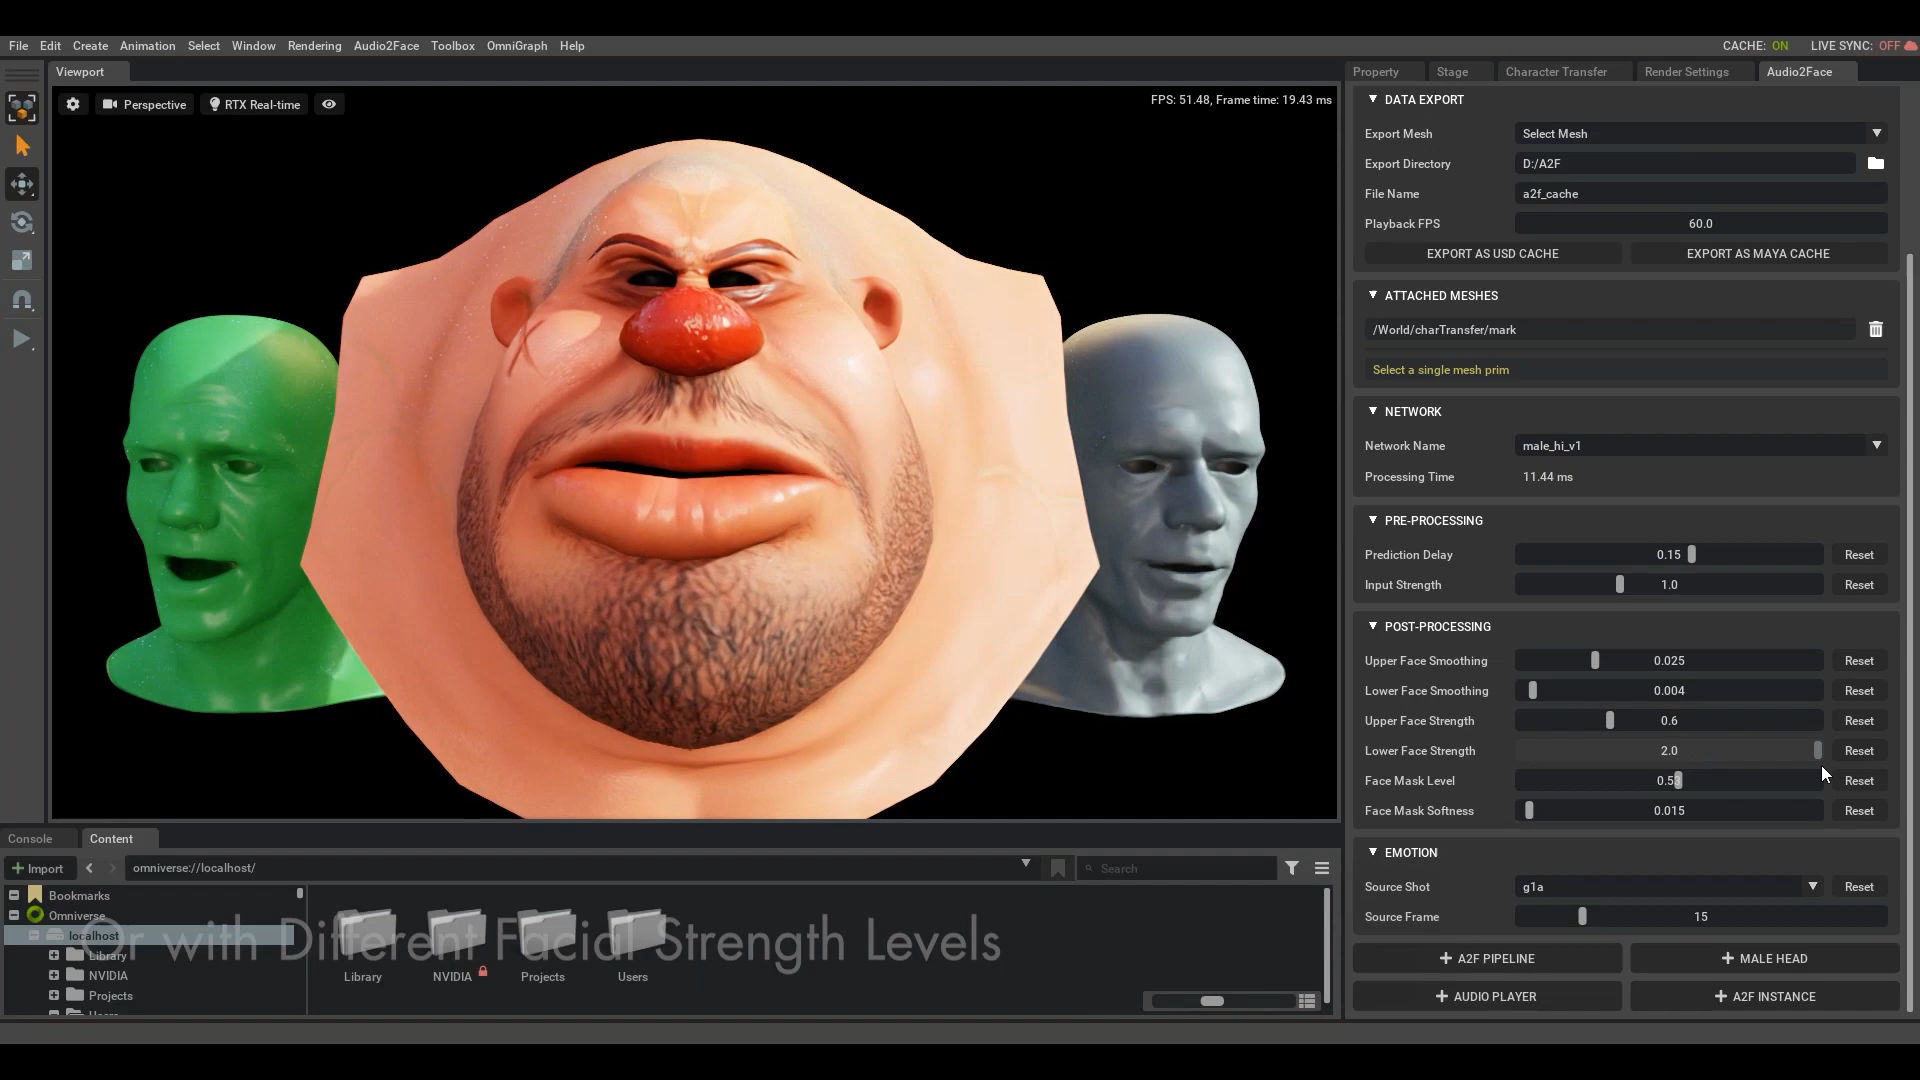 File Edit Create Animation Select Window Rendering Audio2Face Toolbox OmniGraph Help CACHE: ON LIVE SYNC: OFF
Viewport
Property Stage Character Transfer Render Settings Audio2Face
Perspective RTX Real-time FPS: 51.48, Frame time: 19.43 ms
DATA EXPORT
Export Mesh Select Mesh
Export Directory D:/A2F
File Name a2f_cache
Playback FPS 60.0
EXPORT AS USD CACHE EXPORT AS MAYA CACHE
ATTACHED MESHES
/World/charTransfer/mark
Select a single mesh prim
NETWORK
Network Name male_hi_v1
Processing Time 11.44 ms
PRE-PROCESSING
Prediction Delay 0.15 Reset
Input Strength 1.0 Reset
POST-PROCESSING
Upper Face Smoothing 0.025 Reset
Lower Face Smoothing 0.004 Reset
Upper Face Strength 0.6 Reset
Lower Face Strength 2.0 Reset
Face Mask Level 0.53 Reset
Face Mask Softness 0.015 Reset
EMOTION
Source Shot g1a Reset
Source Frame 15
+ A2F PIPELINE + MALE HEAD
+ AUDIO PLAYER + A2F INSTANCE
Console Content
+ Import omniverse://localhost/ Search
Bookmarks
Omniverse
localhost
Library
NVIDIA
Projects
Users
Library NVIDIA Projects Users
Or with Different Facial Strength Levels